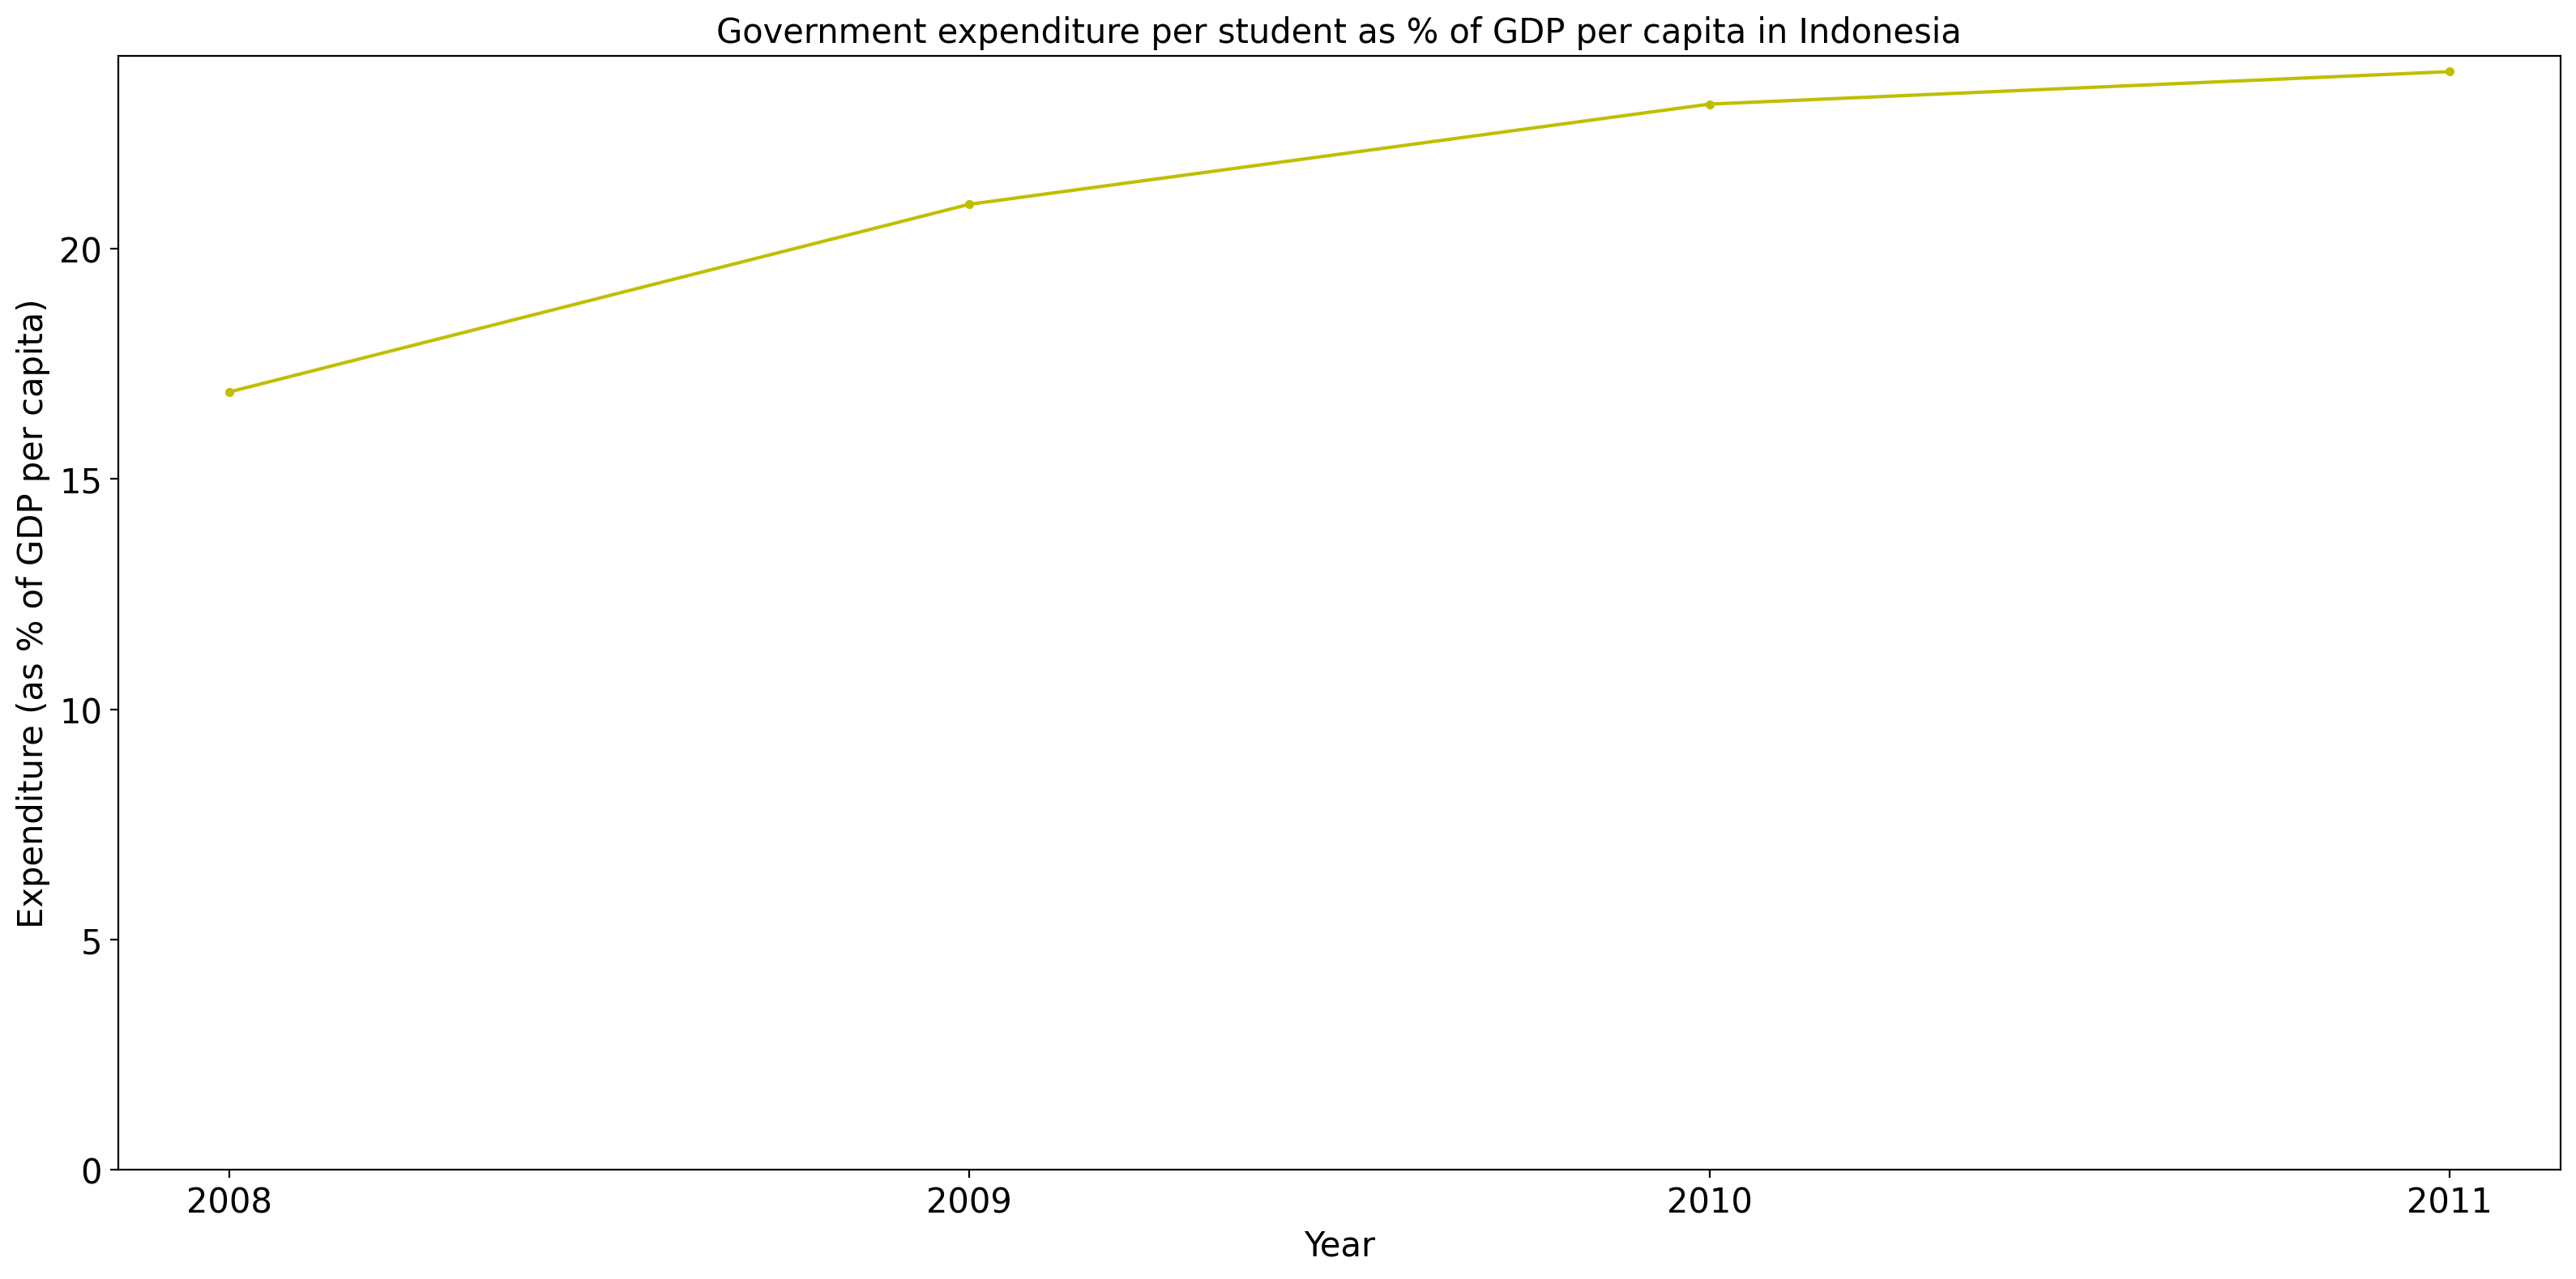 Government expenditure per student as % of GDP per capita in Indonesia
Expenditure (as % of GDP per capita)
20
15
10
5
0
2008 2009 2010 2011
Year